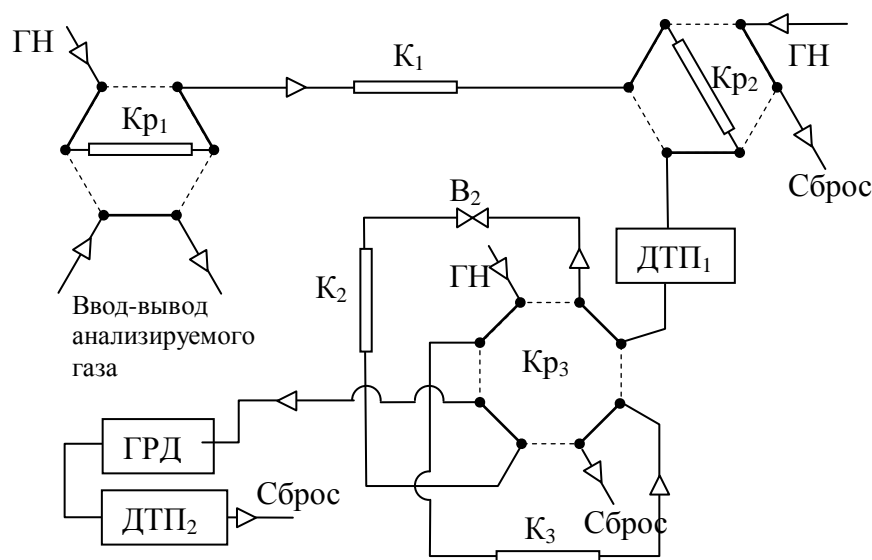 ГН
К₁
Кр₁
Кр₂
ГН
Сброс
В₂
ДТП₁
К₂
ГН
Ввод-вывод
анализируемого
газа
Кр₃
ГРД
ДТП₂
Сброс
Сброс
К₃